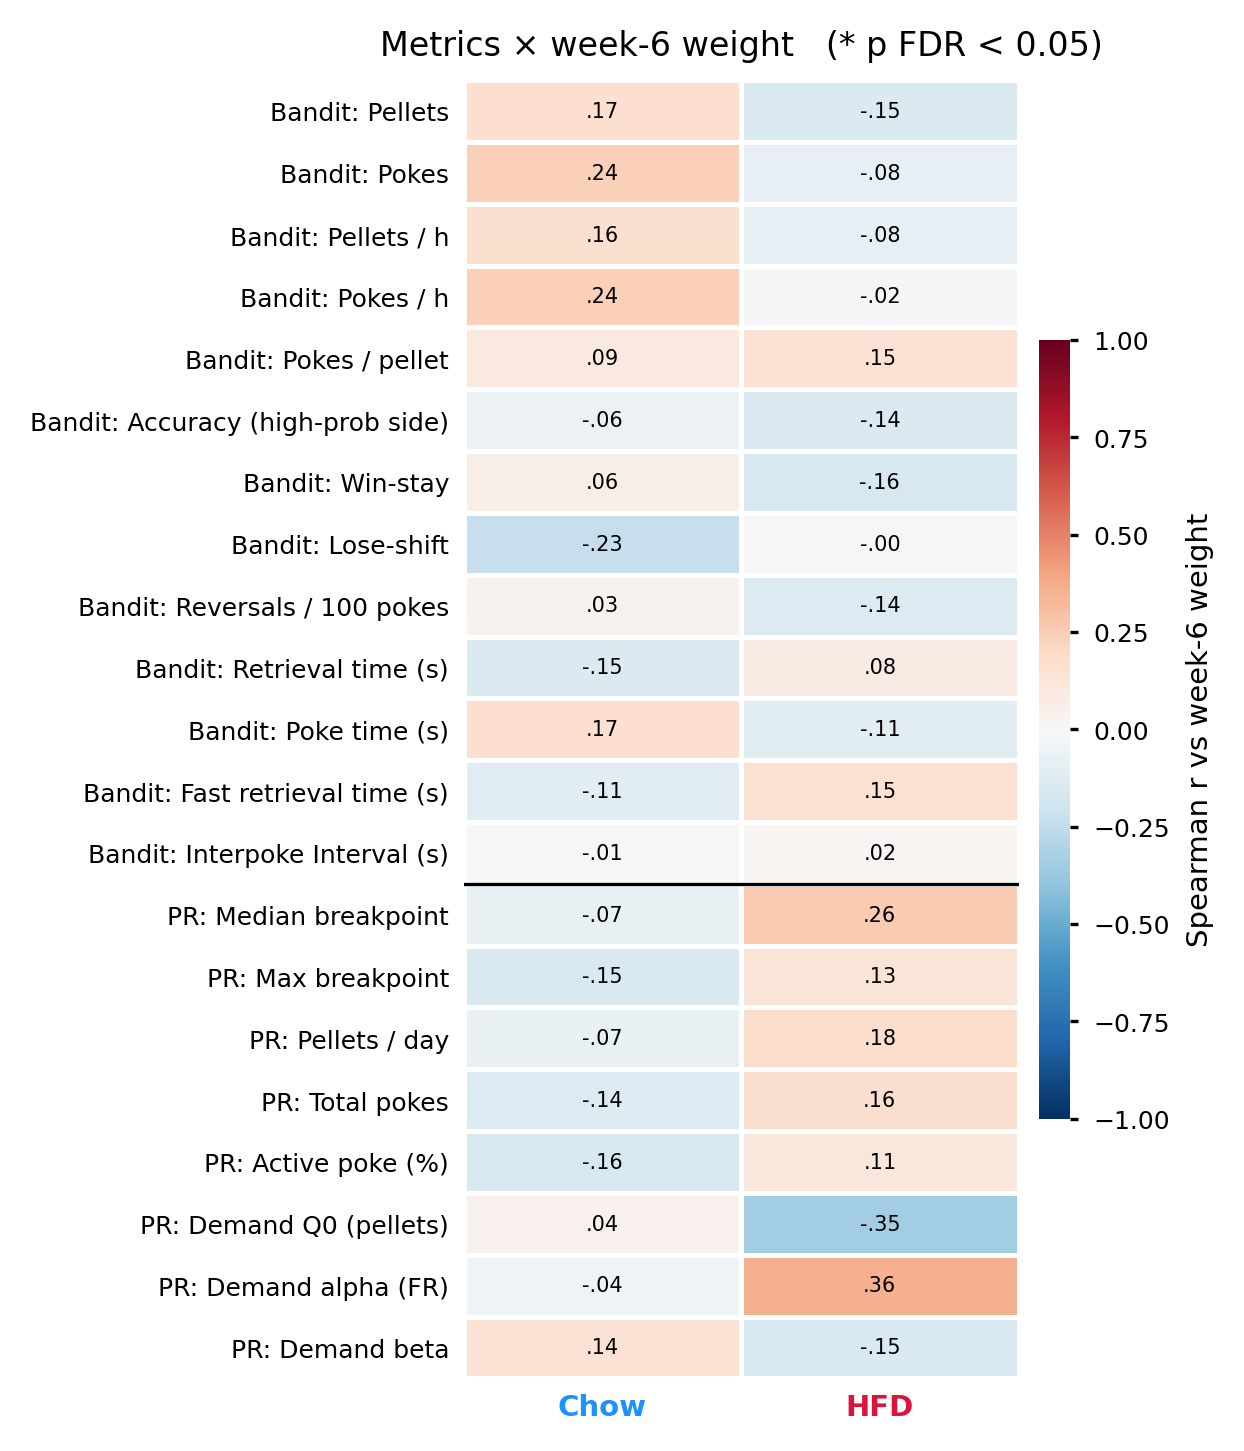 Metrics × week-6 weight   (* p FDR < 0.05)
Bandit: Pellets .17 -.15
Bandit: Pokes .24 -.08
Bandit: Pellets / h .16 -.08
Bandit: Pokes / h .24 -.02
Bandit: Pokes / pellet .09 .15
Bandit: Accuracy (high-prob side) -.06 -.14
Bandit: Win-stay .06 -.16
Bandit: Lose-shift -.23 -.00
Bandit: Reversals / 100 pokes .03 -.14
Bandit: Retrieval time (s) -.15 .08
Bandit: Poke time (s) .17 -.11
Bandit: Fast retrieval time (s) -.11 .15
Bandit: Interpoke Interval (s) -.01 .02
PR: Median breakpoint -.07 .26
PR: Max breakpoint -.15 .13
PR: Pellets / day -.07 .18
PR: Total pokes -.14 .16
PR: Active poke (%) -.16 .11
PR: Demand Q0 (pellets) .04 -.35
PR: Demand alpha (FR) -.04 .36
PR: Demand beta .14 -.15
Chow HFD
1.00
0.75
0.50
0.25
0.00
−0.25
−0.50
−0.75
−1.00
Spearman r vs week-6 weight